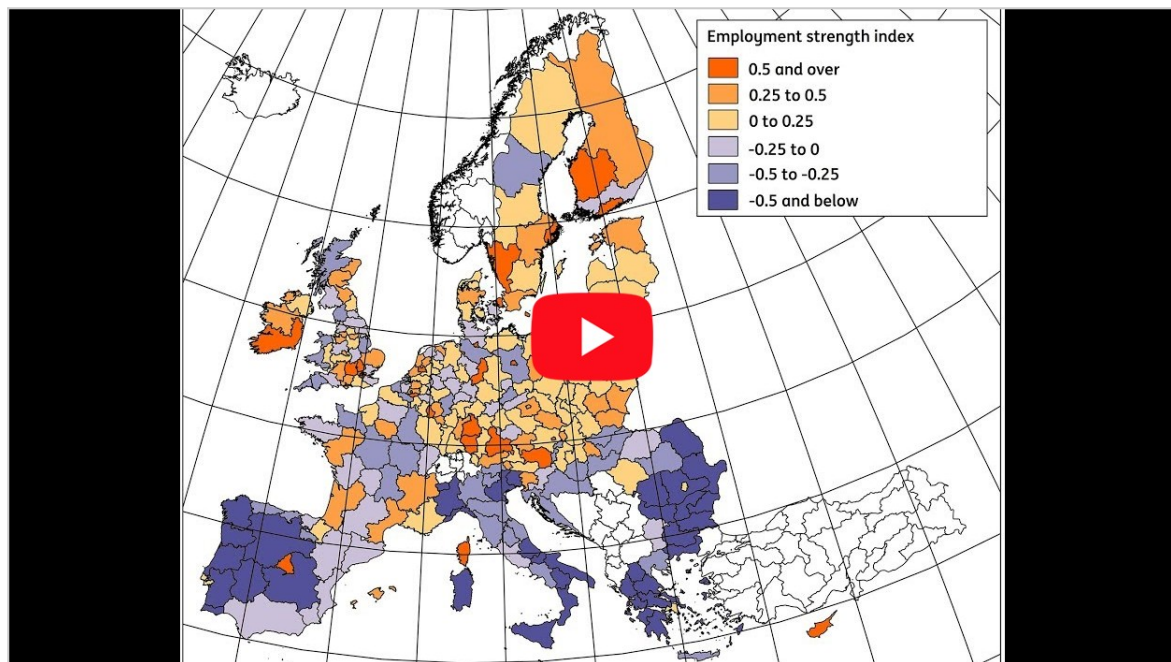 Employment strength index
0.5 and over
0.25 to 0.5
0 to 0.25
-0.25 to 0
-0.5 to -0.25
-0.5 and below